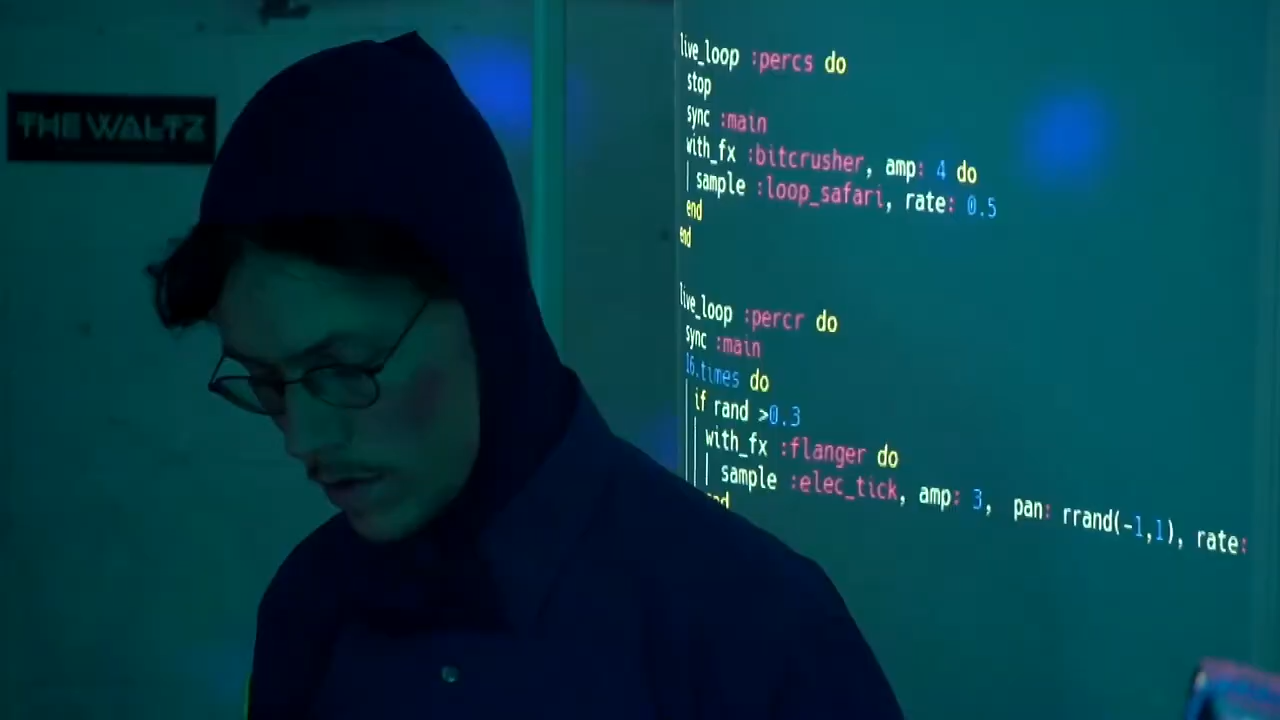 THE WALTZ
live_loop :percs do
stop
sync :main
with_fx :bitcrusher, amp: 4 do
sample :loop_safari, rate: 0.5
end
end
live_loop :percr do
sync :main
16.times do
if rand >0.3
with_fx :flanger do
sample :elec_tick, amp: 3, pan: rrand(-1,1), rate:
end